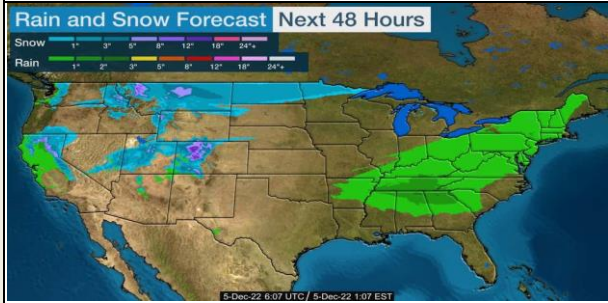 Rain and Snow Forecast Next 48 Hours
Snow
1" 3" 5" 8" 12" 18" 24"+
Rain
1" 2" 3" 5" 8" 12" 18" 24"+
5-Dec-22 6:07 UTC / 5-Dec-22 1:07 EST